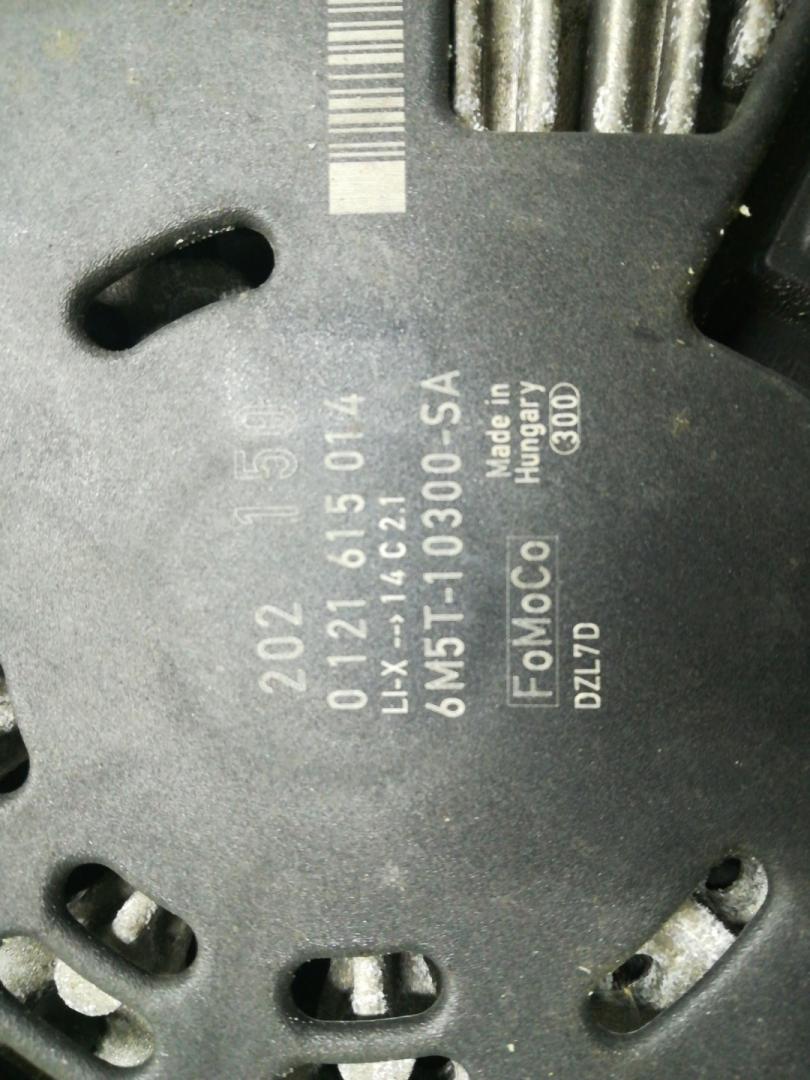 202 150
0 121 615 014
LI-X --> 14 C 2.1
6M5T-10300-SA
FoMoCo
DZL7D
Made in
Hungary
300